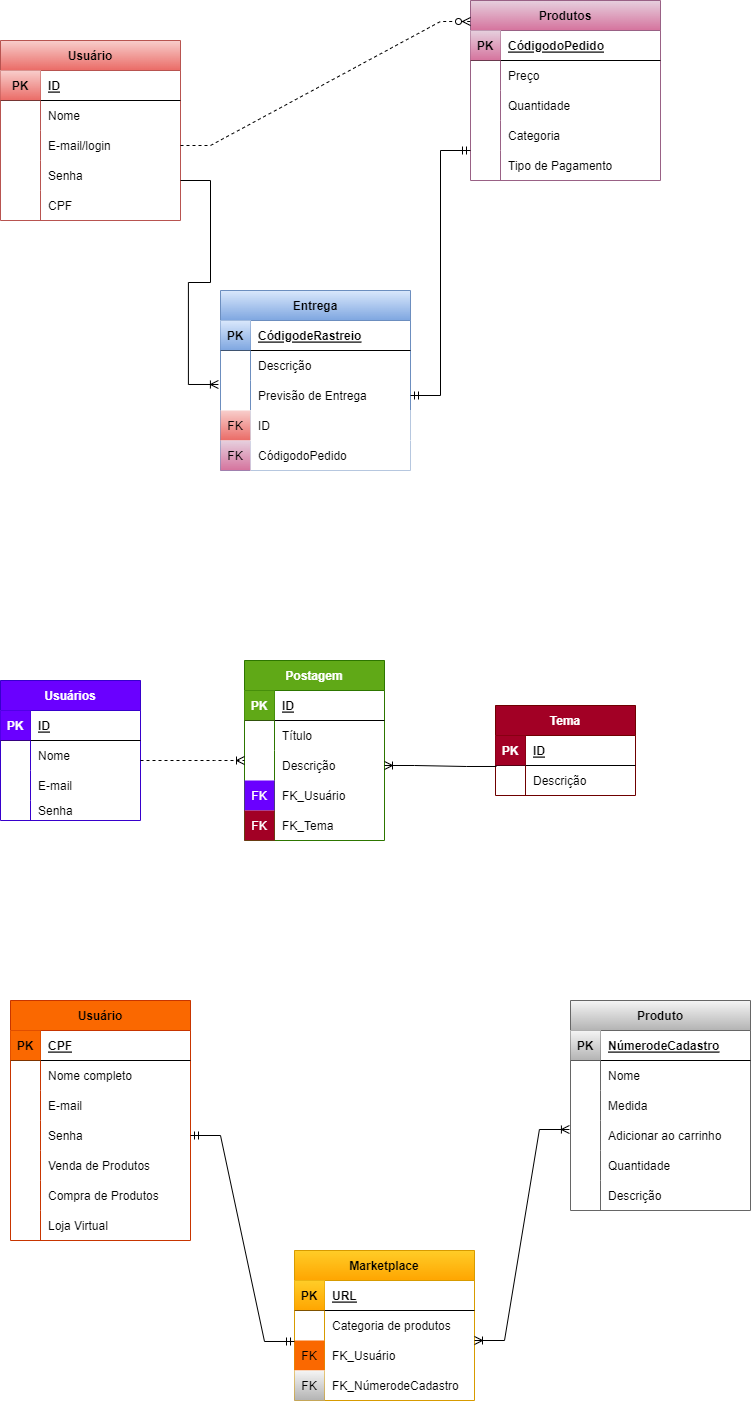 Usuário
PK ID
Nome
E-mail/login
Senha
CPF
Produtos
PK CódigodoPedido
Preço
Quantidade
Categoria
Tipo de Pagamento
Entrega
PK CódigodeRastreio
Descrição
Previsão de Entrega
FK ID
FK CódigodoPedido
Usuários
PK ID
Nome
E-mail
Senha
Postagem
PK ID
Título
Descrição
FK FK_Usuário
FK FK_Tema
Tema
PK ID
Descrição
Usuário
PK CPF
Nome completo
E-mail
Senha
Venda de Produtos
Compra de Produtos
Loja Virtual
Produto
PK NúmerodeCadastro
Nome
Medida
Adicionar ao carrinho
Quantidade
Descrição
Marketplace
PK URL
Categoria de produtos
FK FK_Usuário
FK FK_NúmerodeCadastro